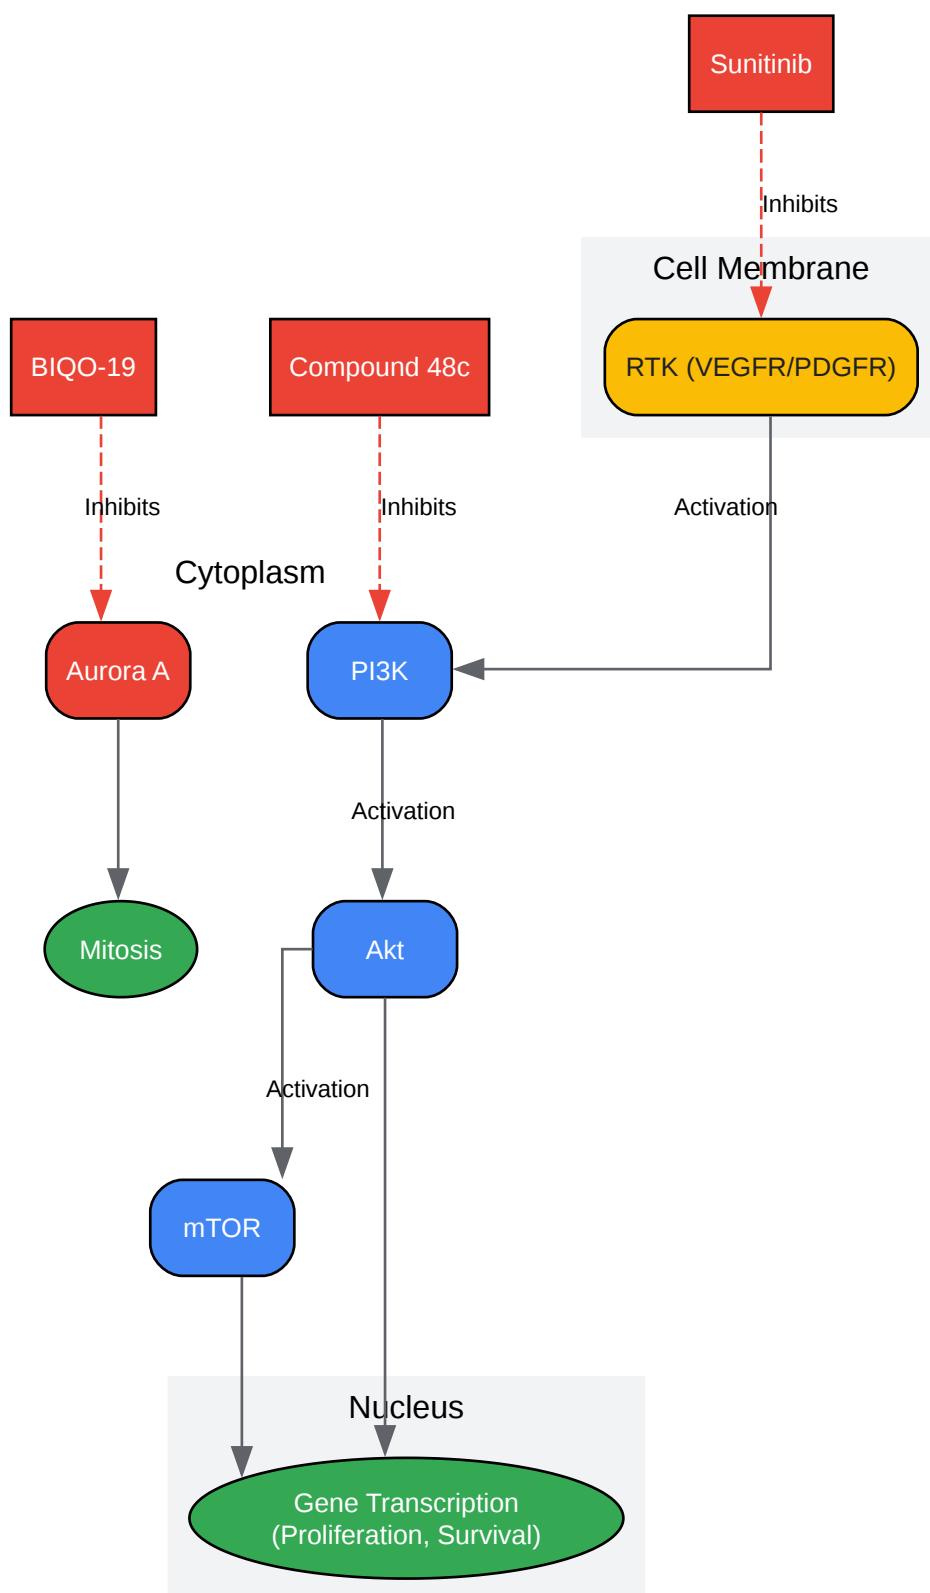 Sunitinib
Inhibits
Cell Membrane
BIQO-19
Compound 48c
RTK (VEGFR/PDGFR)
Inhibits
Inhibits
Activation
Cytoplasm
Aurora A
PI3K
Activation
Mitosis
Akt
Activation
mTOR
Nucleus
Gene Transcription
(Proliferation, Survival)